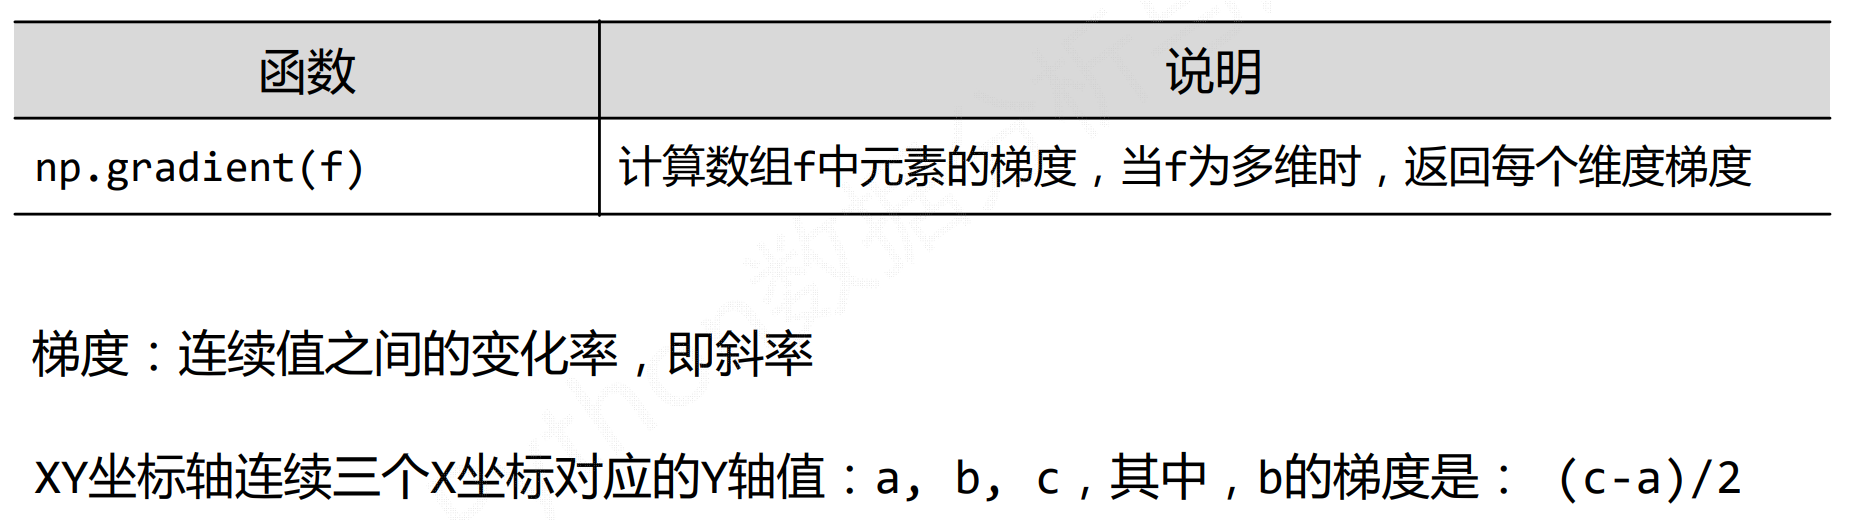 函数 说明
np.gradient(f) 计算数组f中元素的梯度，当f为多维时，返回每个维度梯度
梯度：连续值之间的变化率，即斜率
XY坐标轴连续三个X坐标对应的Y轴值：a, b, c，其中，b的梯度是： (c-a)/2